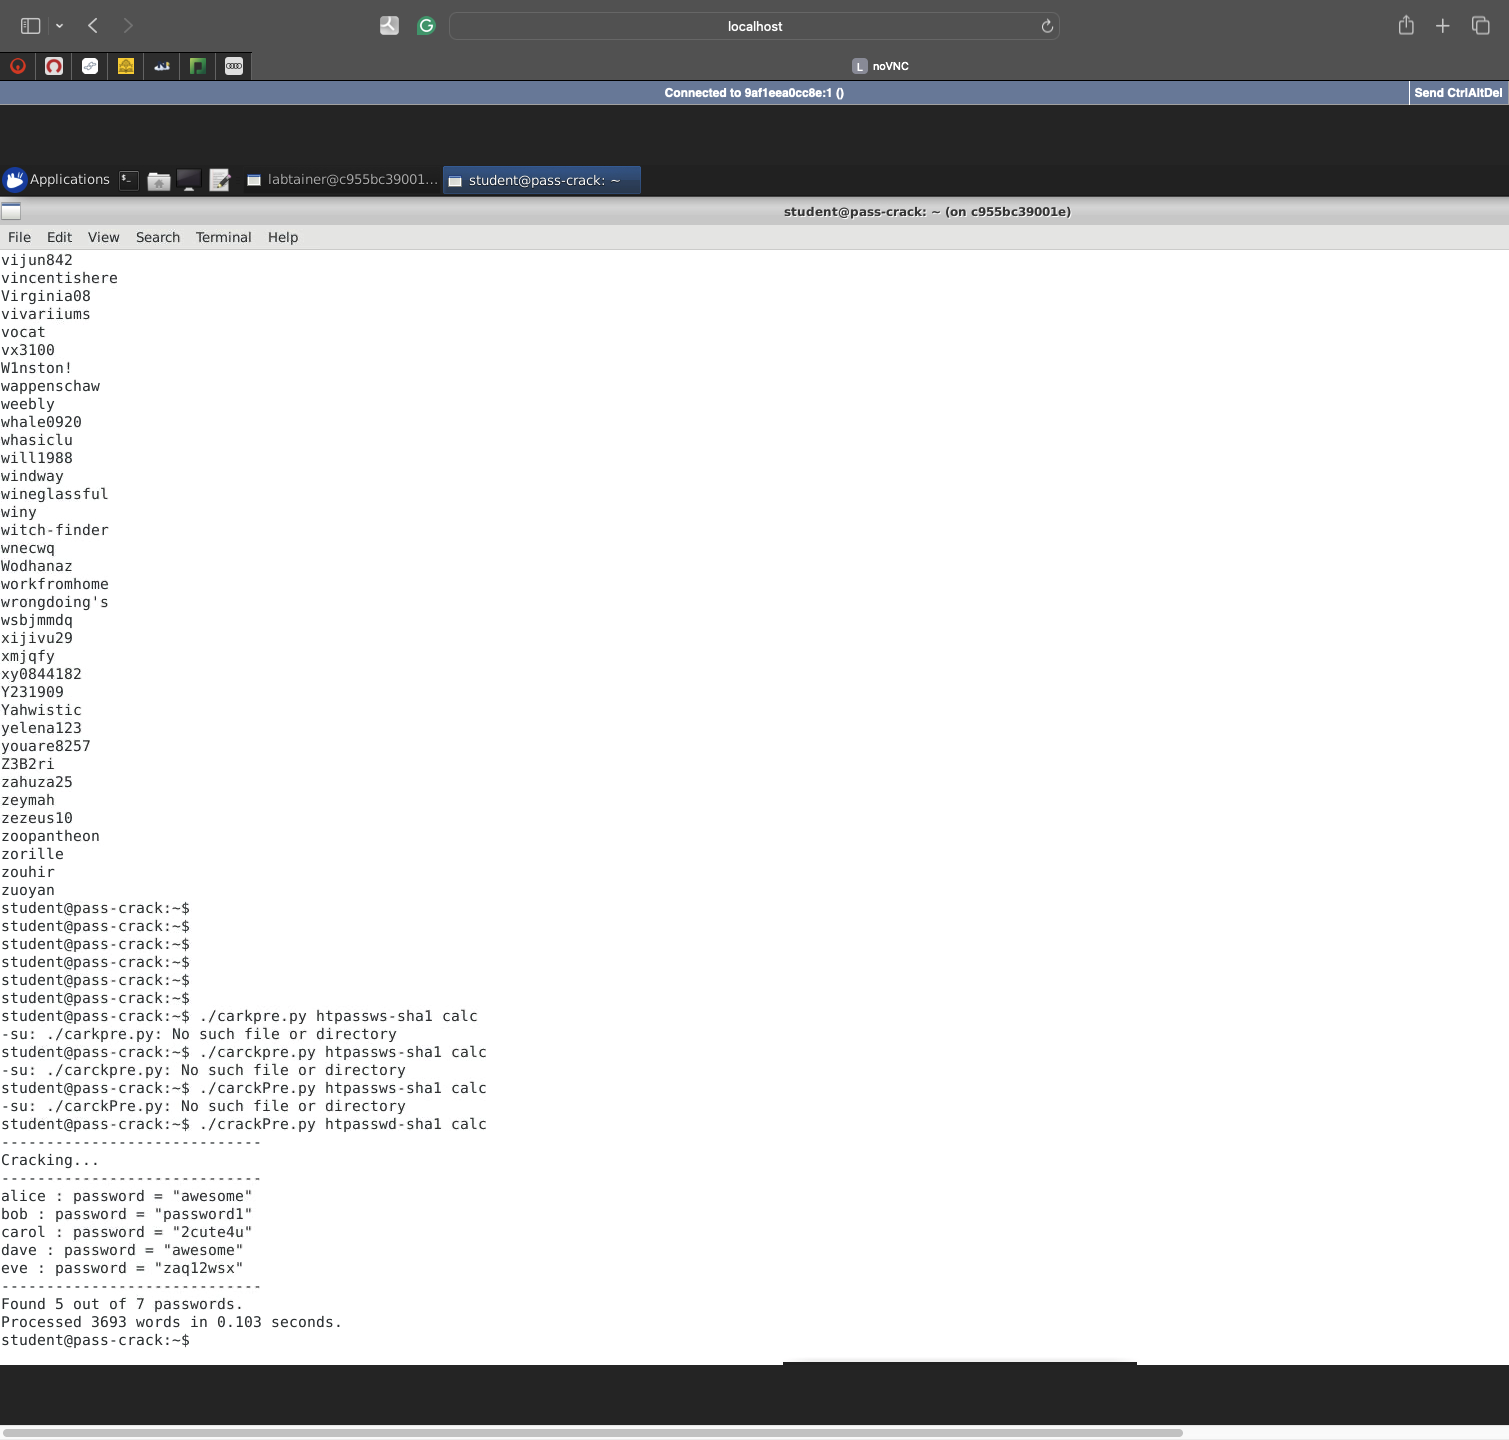 localhost
L noVNC
Connected to 9af1eea0cc8e:1 () Send CtrlAltDel
Applications $_ labtainer@c955bc39001... student@pass-crack: ~
student@pass-crack: ~ (on c955bc39001e)
File Edit View Search Terminal Help
vijun842
vincentishere
Virginia08
vivariiums
vocat
vx3100
W1nston!
wappenschaw
weebly
whale0920
whasiclu
will1988
windway
wineglassful
winy
witch-finder
wnecwq
Wodhanaz
workfromhome
wrongdoing's
wsbjmmdq
xijivu29
xmjqfy
xy0844182
Y231909
Yahwistic
yelena123
youare8257
Z3B2ri
zahuza25
zeymah
zezeus10
zoopantheon
zorille
zouhir
zuoyan
student@pass-crack:~$
student@pass-crack:~$
student@pass-crack:~$
student@pass-crack:~$
student@pass-crack:~$
student@pass-crack:~$
student@pass-crack:~$ ./carkpre.py htpassws-sha1 calc
-su: ./carkpre.py: No such file or directory
student@pass-crack:~$ ./carckpre.py htpassws-sha1 calc
-su: ./carckpre.py: No such file or directory
student@pass-crack:~$ ./carckPre.py htpassws-sha1 calc
-su: ./carckPre.py: No such file or directory
student@pass-crack:~$ ./crackPre.py htpasswd-sha1 calc
-----------------------------
Cracking...
-----------------------------
alice : password = "awesome"
bob : password = "password1"
carol : password = "2cute4u"
dave : password = "awesome"
eve : password = "zaq12wsx"
-----------------------------
Found 5 out of 7 passwords.
Processed 3693 words in 0.103 seconds.
student@pass-crack:~$